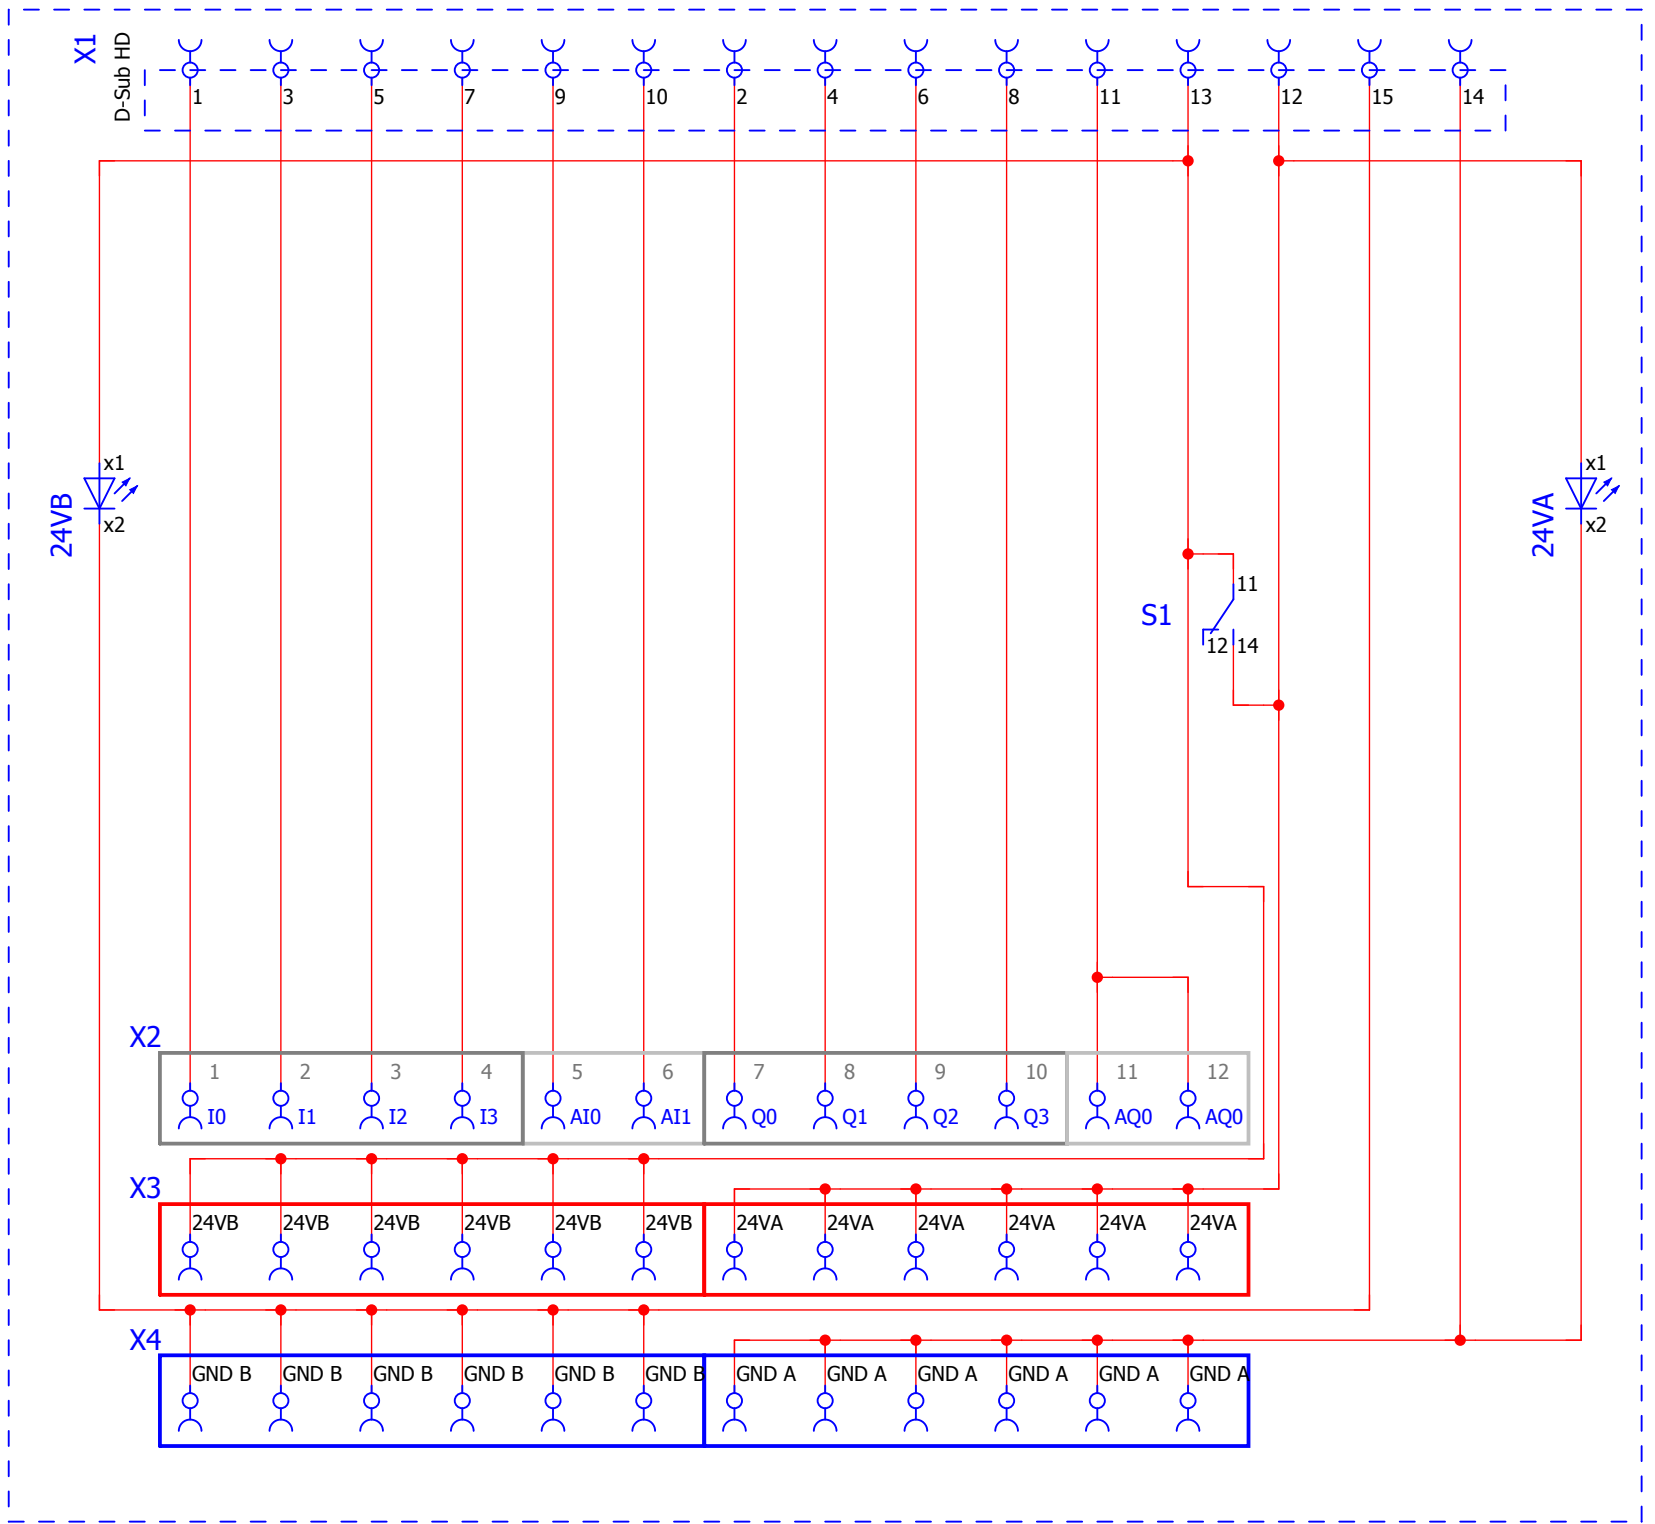 X1
D-Sub HD
1 3 5 7 9 10 2 4 6 8 11 13 12 15 14
x1
24VB
x2
x1
24VA
x2
11
S1
12 14
X2
1 2 3 4 5 6 7 8 9 10 11 12
I0 I1 I2 I3 AI0 AI1 Q0 Q1 Q2 Q3 AQ0 AQ0
X3
24VB 24VB 24VB 24VB 24VB 24VB 24VA 24VA 24VA 24VA 24VA 24VA
X4
GND B GND B GND B GND B GND B GND B GND A GND A GND A GND A GND A GND A